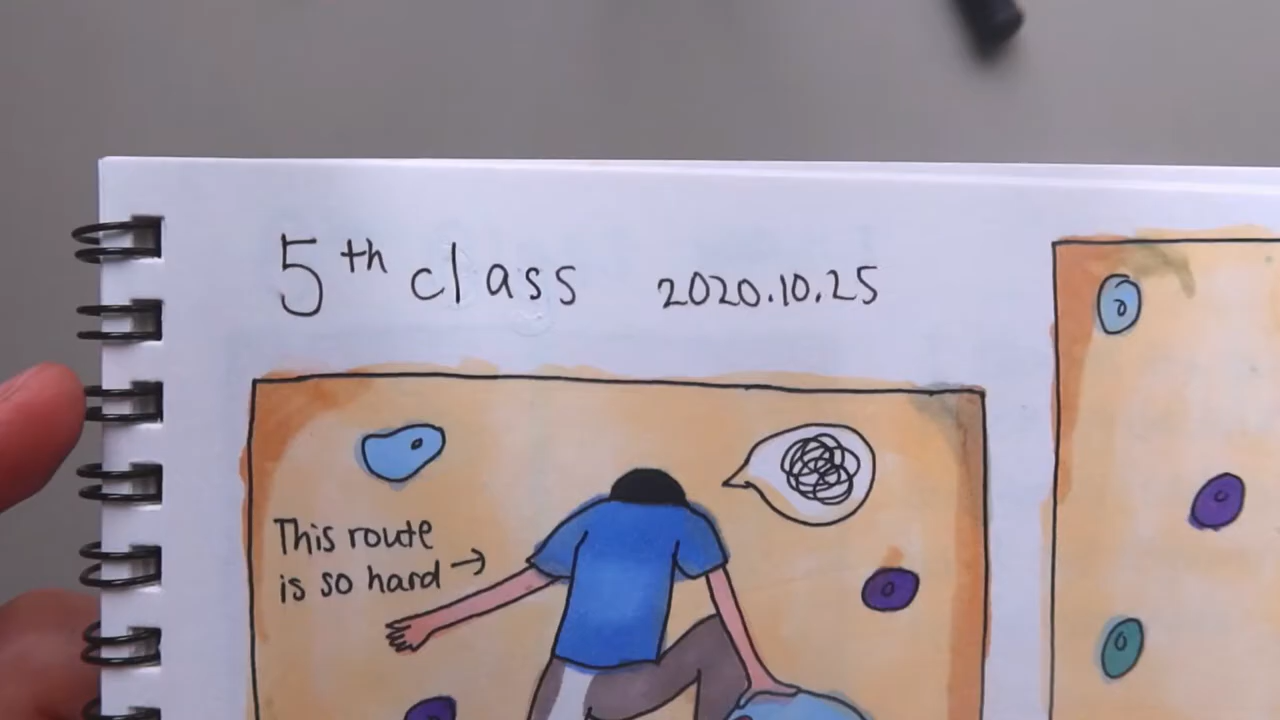 5th class 2020.10.25
This route
is so hard →